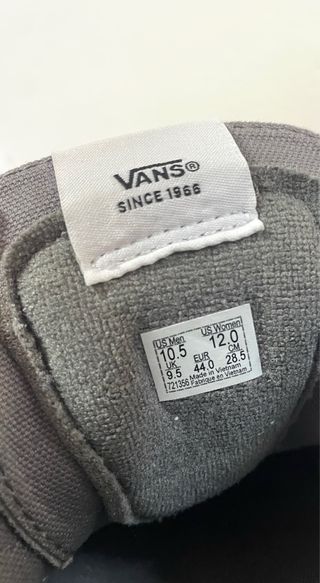 VANS®
SINCE 1966
US Men US Women
10.5 12.0
UK EUR CM
9.5 44.0 28.5
721356 Made in Vietnam
Fabriqué en Vietnam